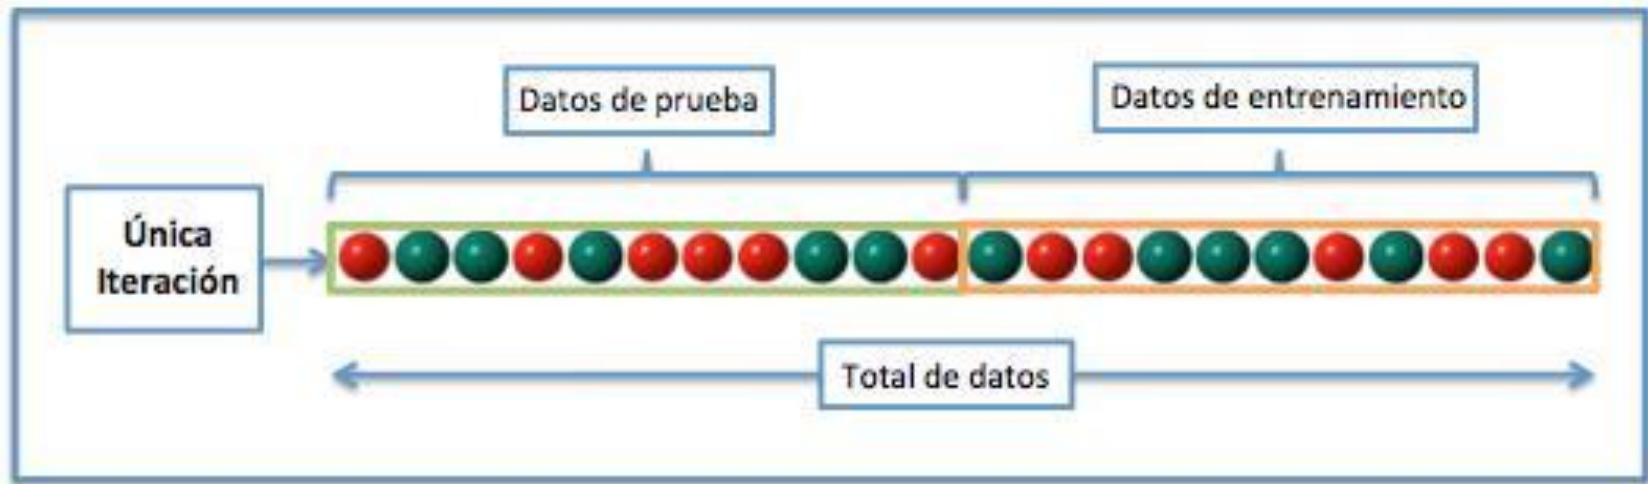 Datos de prueba
Datos de entrenamiento
Única
Iteración
Total de datos